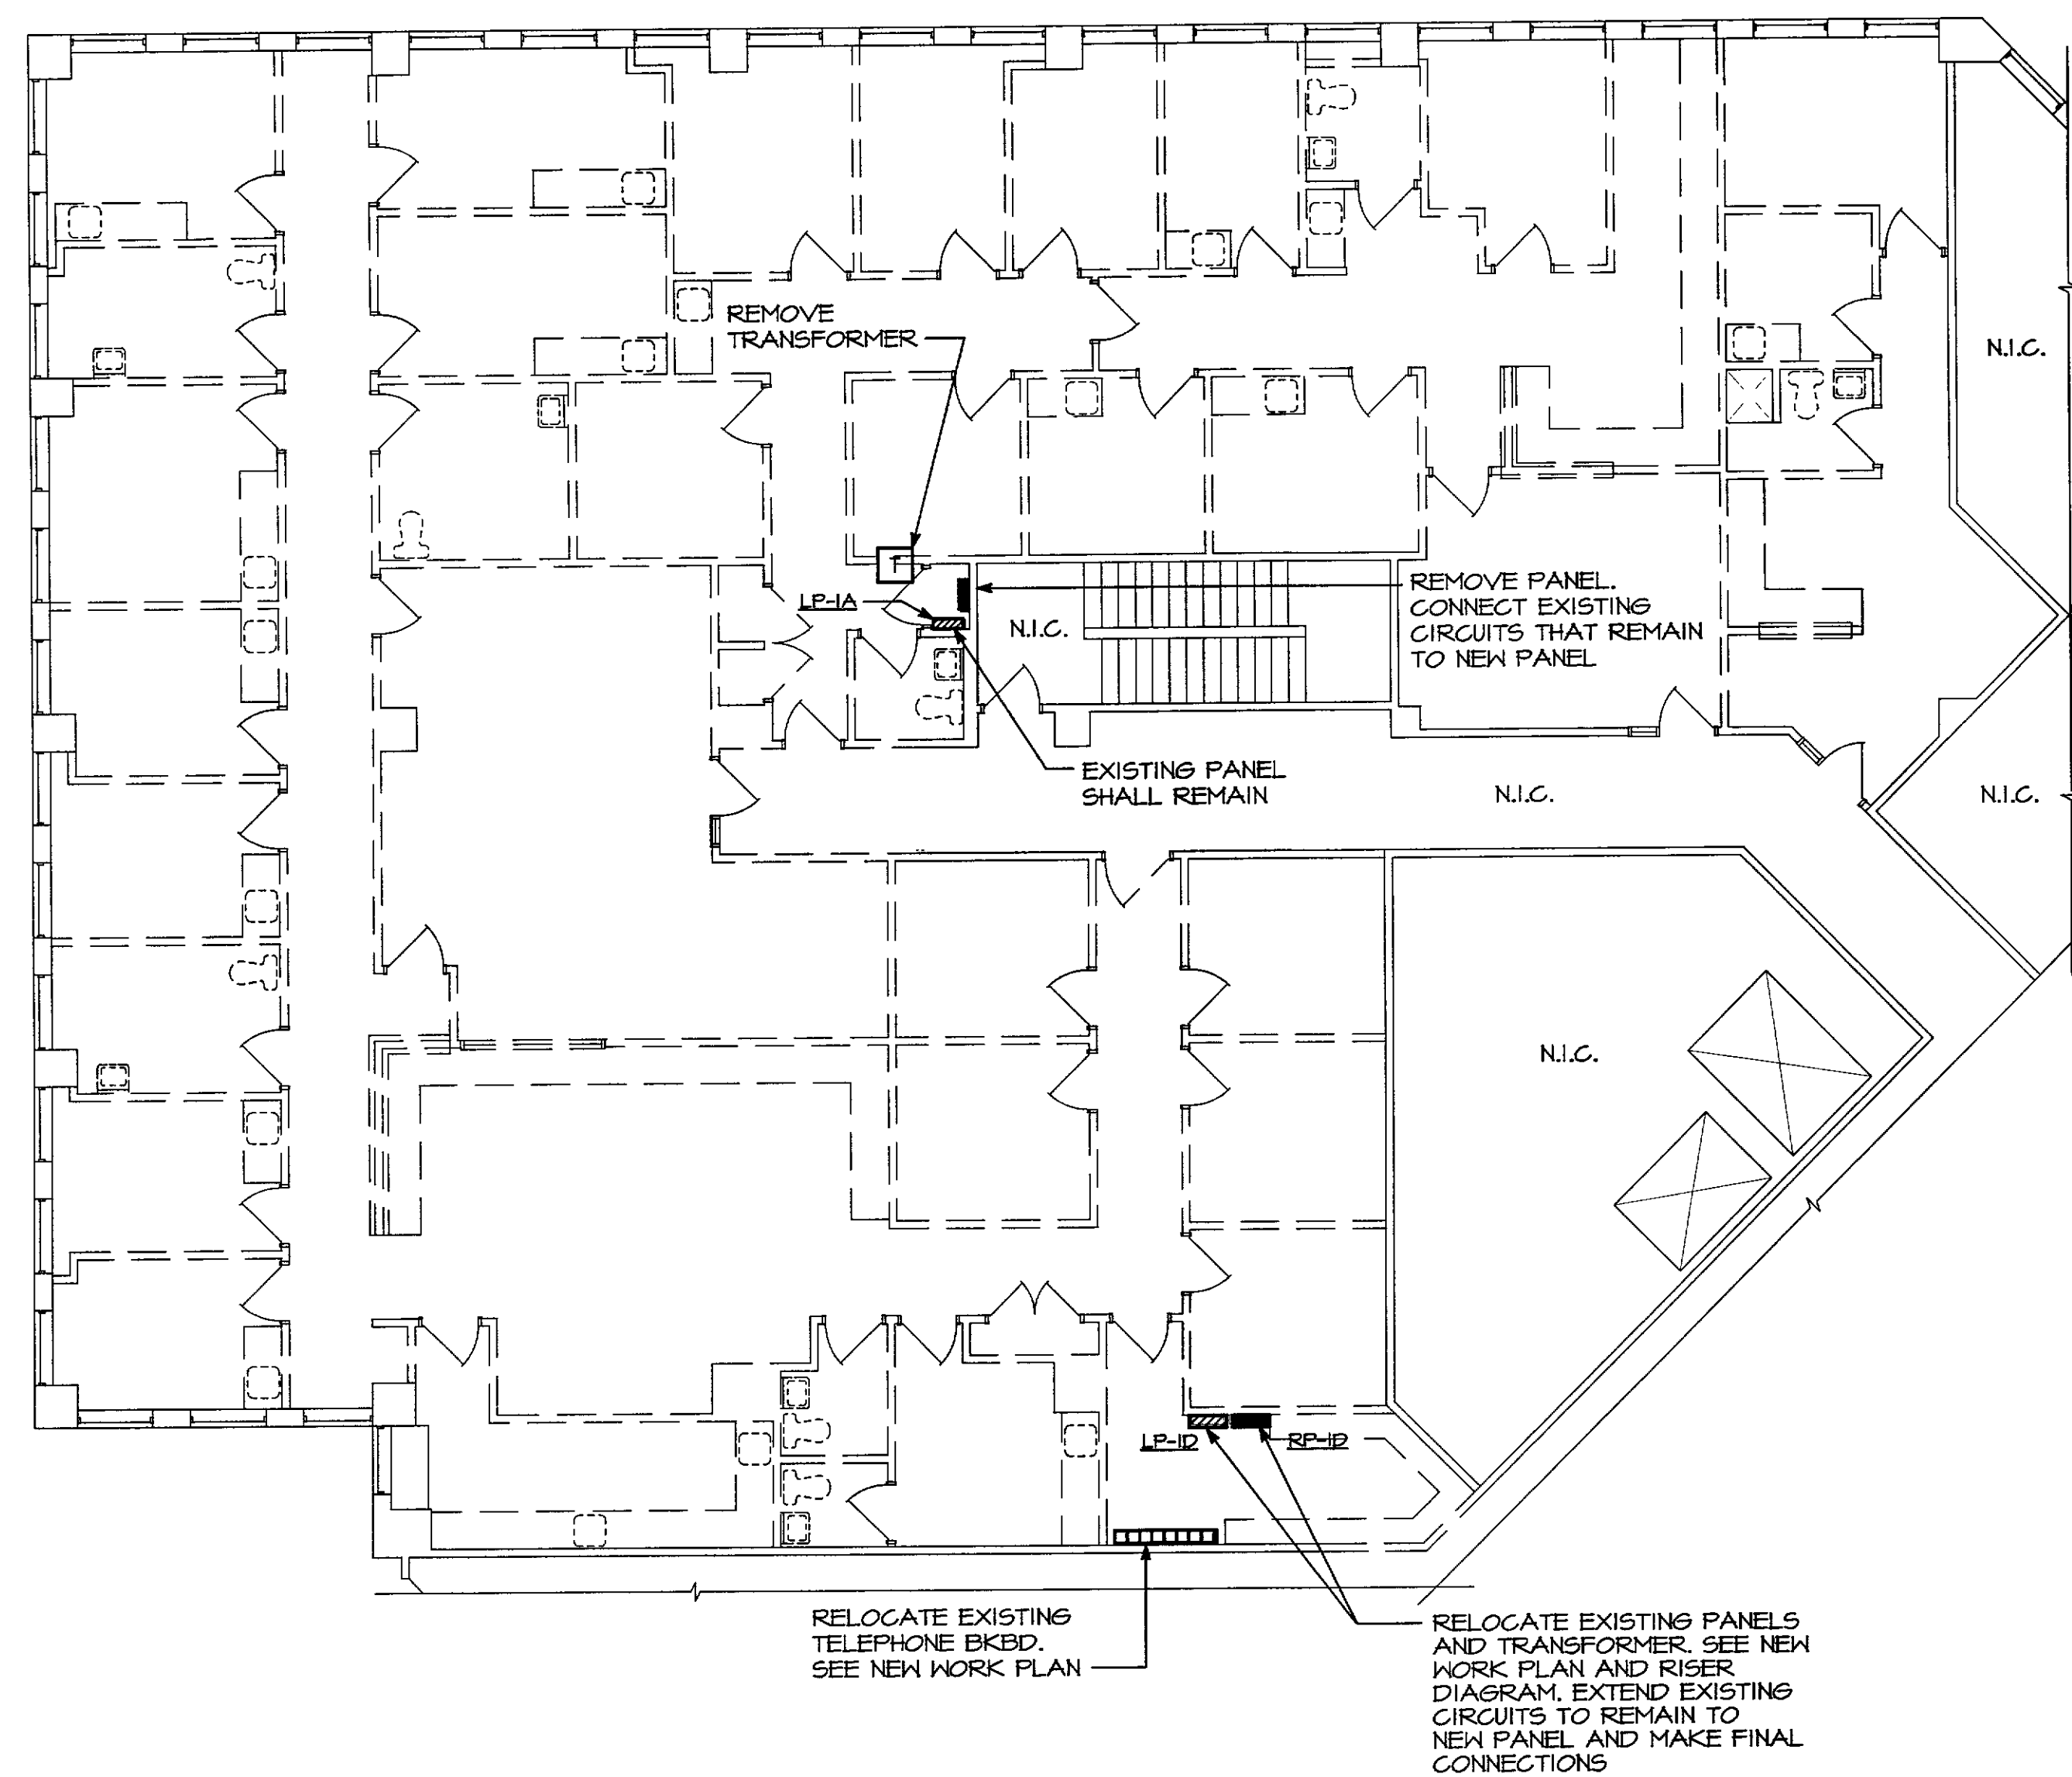 REMOVE
TRANSFORMER
N.I.C.
T
LP-1A
N.I.C.
REMOVE PANEL.
CONNECT EXISTING
CIRCUITS THAT REMAIN
TO NEW PANEL
EXISTING PANEL
SHALL REMAIN
N.I.C.
N.I.C.
N.I.C.
LP-1D
RP-1D
RELOCATE EXISTING
TELEPHONE BKBD.
SEE NEW WORK PLAN
RELOCATE EXISTING PANELS
AND TRANSFORMER. SEE NEW
WORK PLAN AND RISER
DIAGRAM. EXTEND EXISTING
CIRCUITS TO REMAIN TO
NEW PANEL AND MAKE FINAL
CONNECTIONS